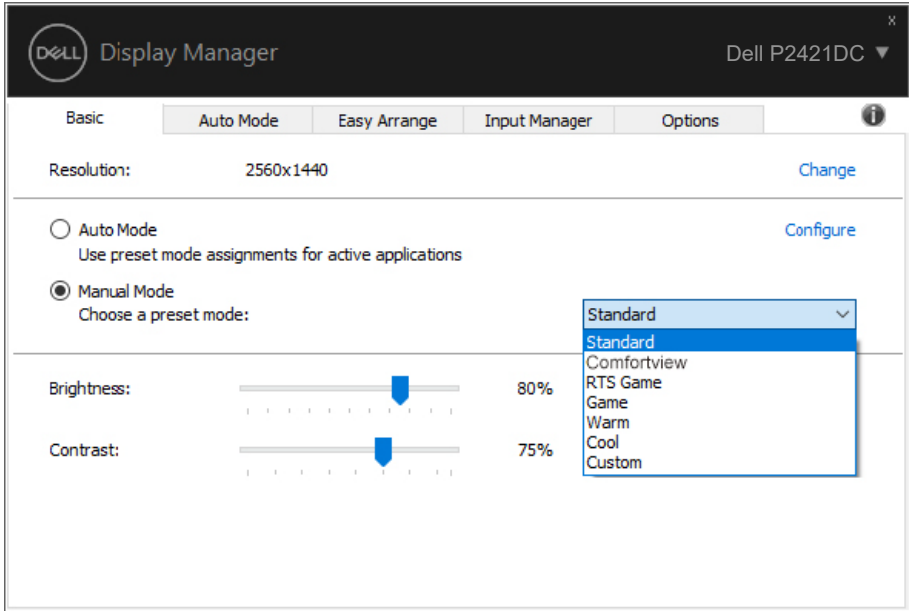 x
DELL Display Manager Dell P2421DC ▼
Basic Auto Mode Easy Arrange Input Manager Options i
Resolution: 2560x1440 Change
Auto Mode Configure
Use preset mode assignments for active applications
Manual Mode
Choose a preset mode: Standard
Standard
Comfortview
RTS Game
Game
Warm
Cool
Custom
Brightness: 80%
Contrast: 75%